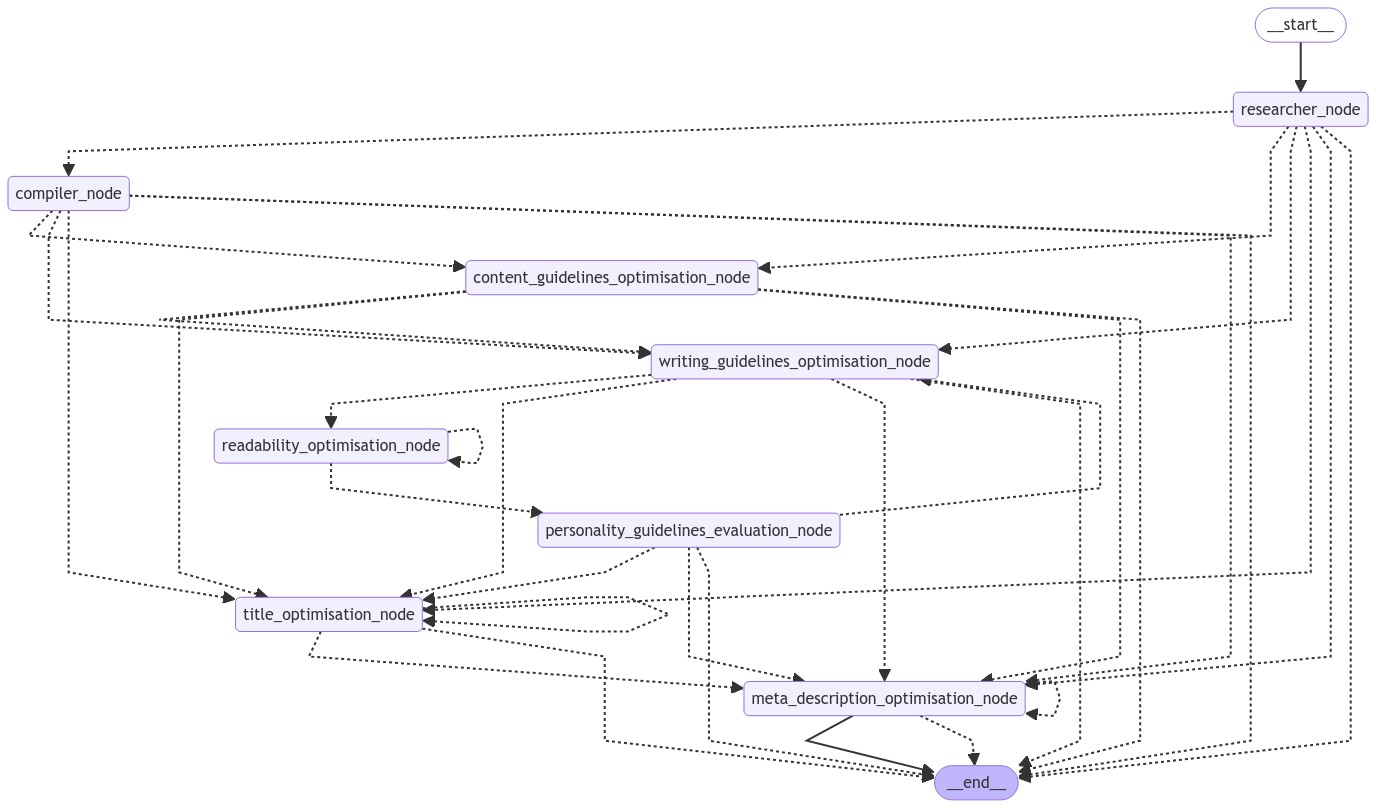 __start__
researcher_node
compiler_node
content_guidelines_optimisation_node
writing_guidelines_optimisation_node
readability_optimisation_node
personality_guidelines_evaluation_node
title_optimisation_node
meta_description_optimisation_node
__end__